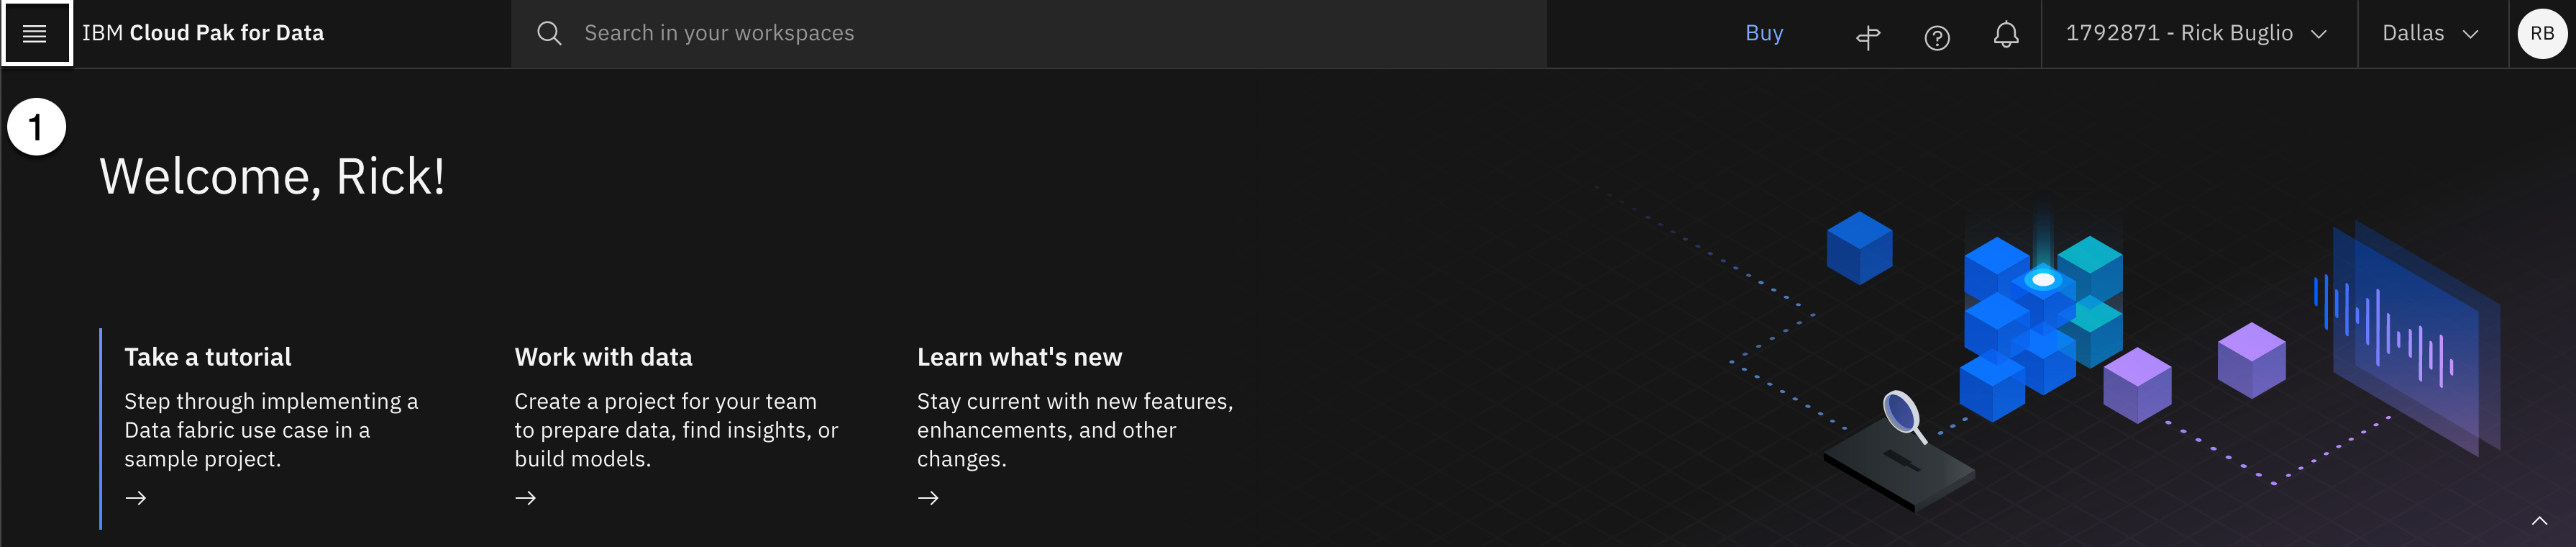 IBM Cloud Pak for Data
Search in your workspaces
Buy
1792871 - Rick Buglio
Dallas
RB
1
Welcome, Rick!
Take a tutorial
Step through implementing a
Data fabric use case in a
sample project.
Work with data
Create a project for your team
to prepare data, find insights, or
build models.
Learn what's new
Stay current with new features,
enhancements, and other
changes.